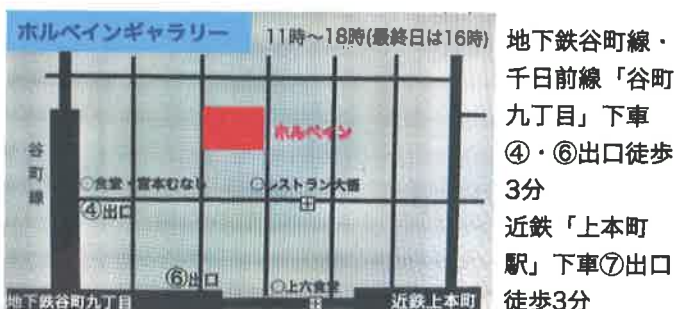 ホルベインギャラリー
11時～18時(最終日は16時)
ホルベイン
谷町線
○食堂・宮本むなし
○レストラン大番
④出口
⑥出口
○上六食堂
地下鉄谷町九丁目
近鉄上本町
地下鉄谷町線・
千日前線「谷町
九丁目」下車
④・⑥出口徒歩
3分
近鉄「上本町
駅」下車⑦出口
徒歩3分